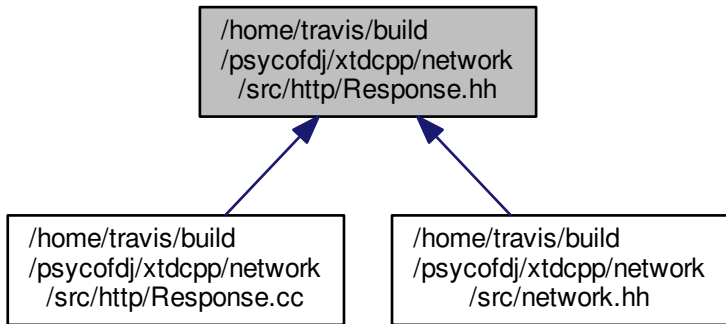 /home/travis/build
/psycofdj/xtdcpp/network
/src/http/Response.hh
/home/travis/build
/psycofdj/xtdcpp/network
/src/http/Response.cc
/home/travis/build
/psycofdj/xtdcpp/network
/src/network.hh